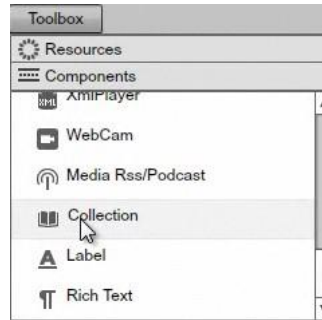 Toolbox
Resources
Components
XmlPlayer
WebCam
Media Rss/Podcast
Collection
Label
Rich Text